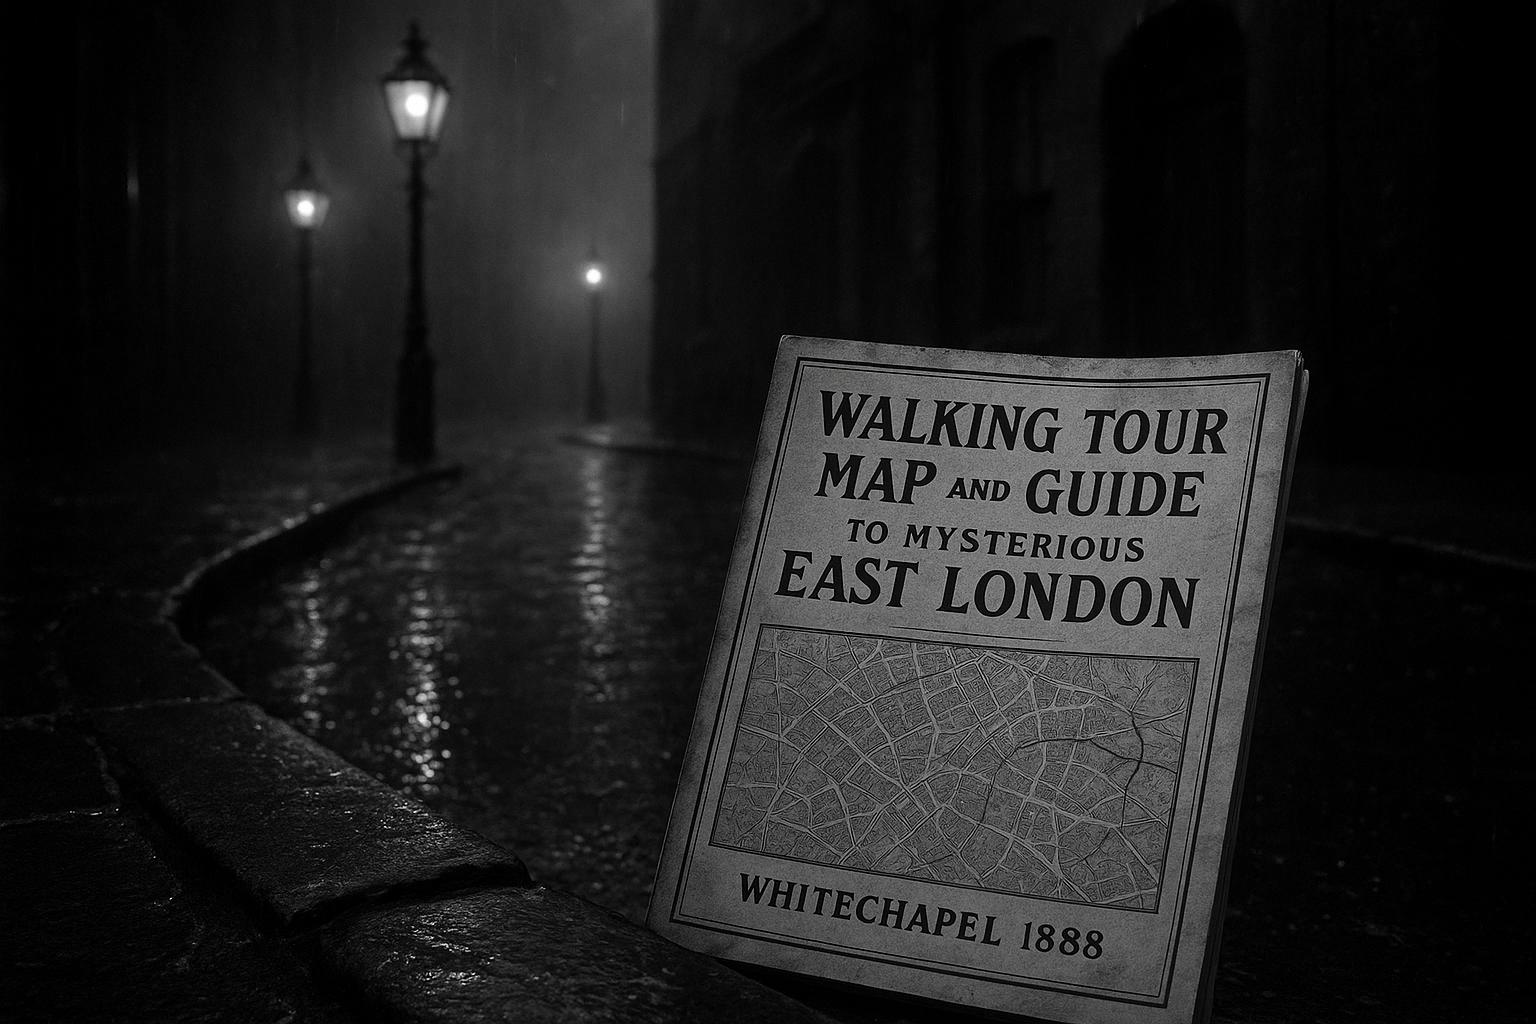 WALKING TOUR
MAP AND GUIDE
TO MYSTERIOUS
EAST LONDON
WHITECHAPEL 1888